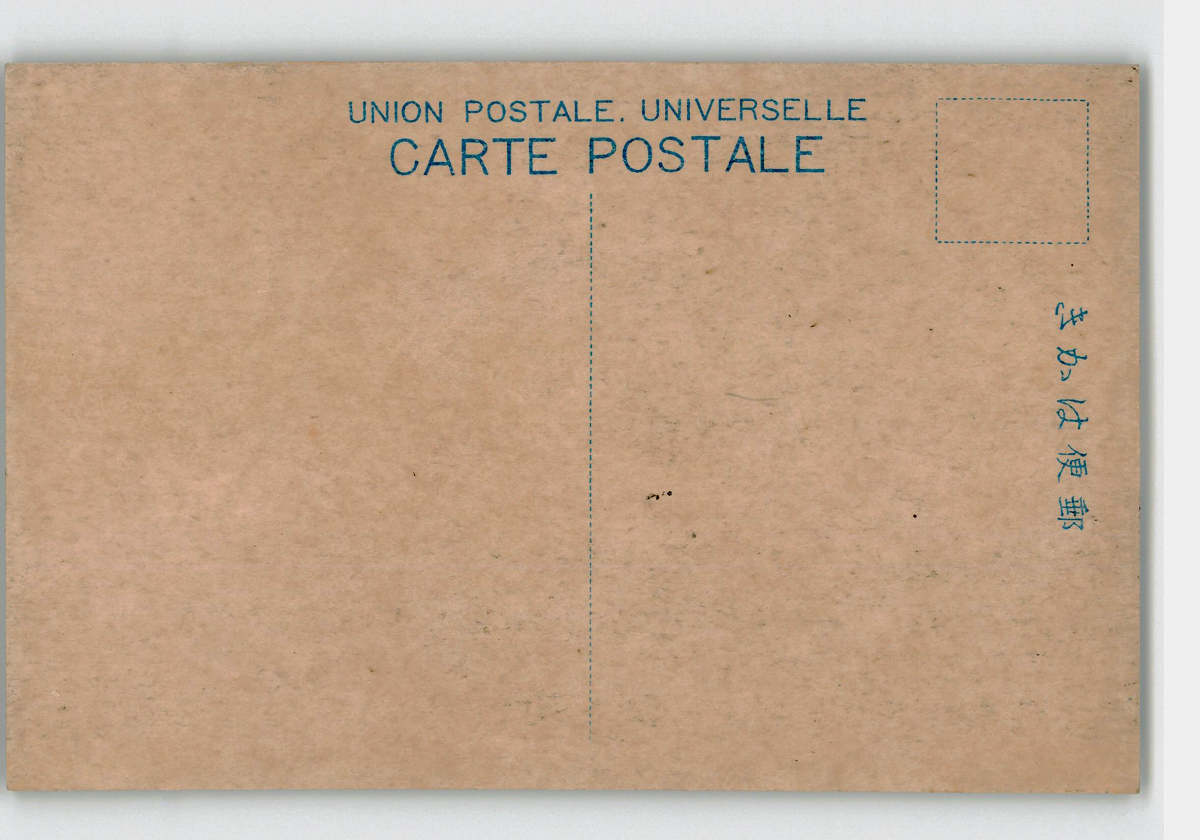 UNION POSTALE. UNIVERSELLE
CARTE POSTALE
郵便はかき